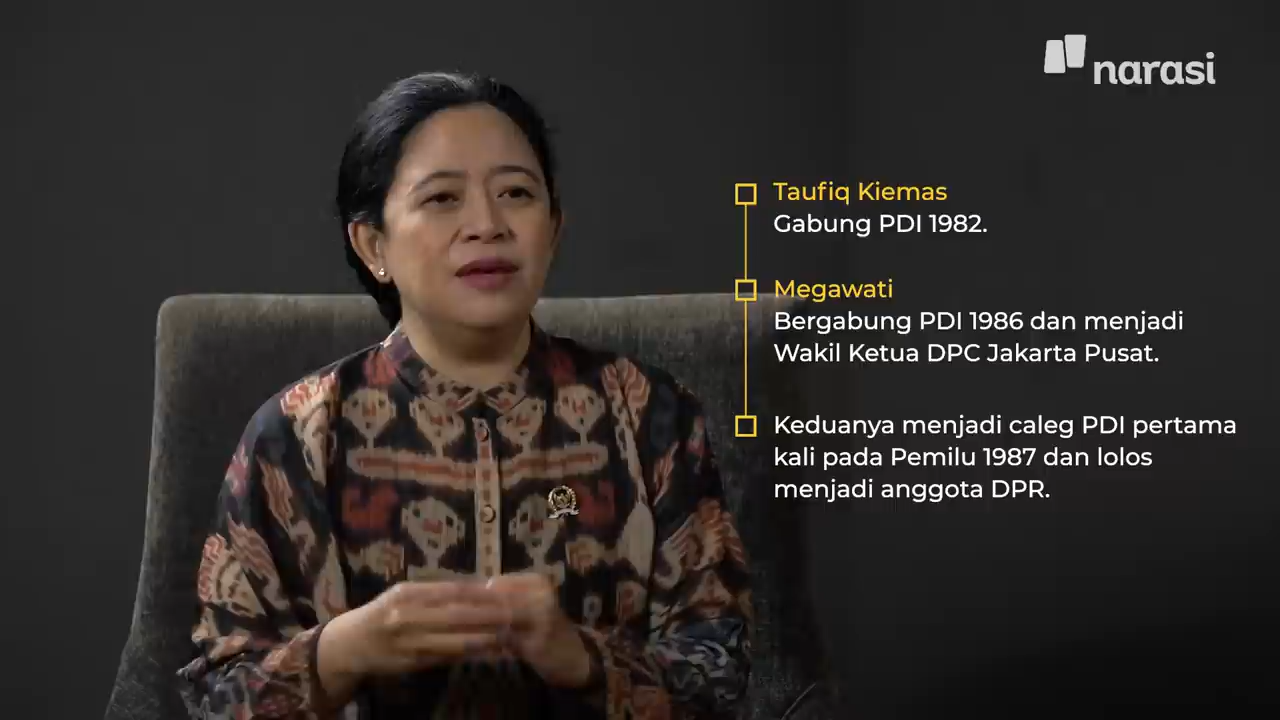 narasi
Taufiq Kiemas
Gabung PDI 1982.
Megawati
Bergabung PDI 1986 dan menjadi
Wakil Ketua DPC Jakarta Pusat.
Keduanya menjadi caleg PDI pertama
kali pada Pemilu 1987 dan lolos
menjadi anggota DPR.